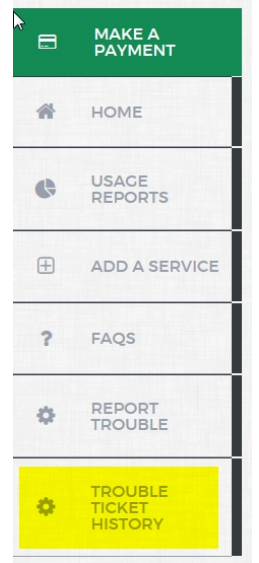 MAKE A
PAYMENT
HOME
USAGE
REPORTS
ADD A SERVICE
FAQS
REPORT
TROUBLE
TROUBLE
TICKET
HISTORY